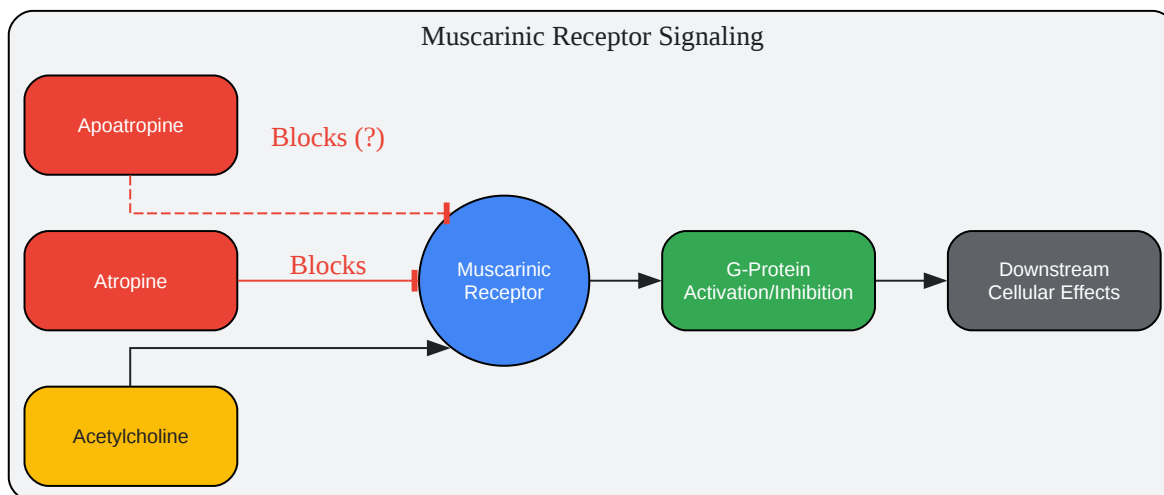 Muscarinic Receptor Signaling
Apoatropine
Blocks (?)
Atropine
Blocks
Muscarinic
Receptor
G-Protein
Activation/Inhibition
Downstream
Cellular Effects
Acetylcholine